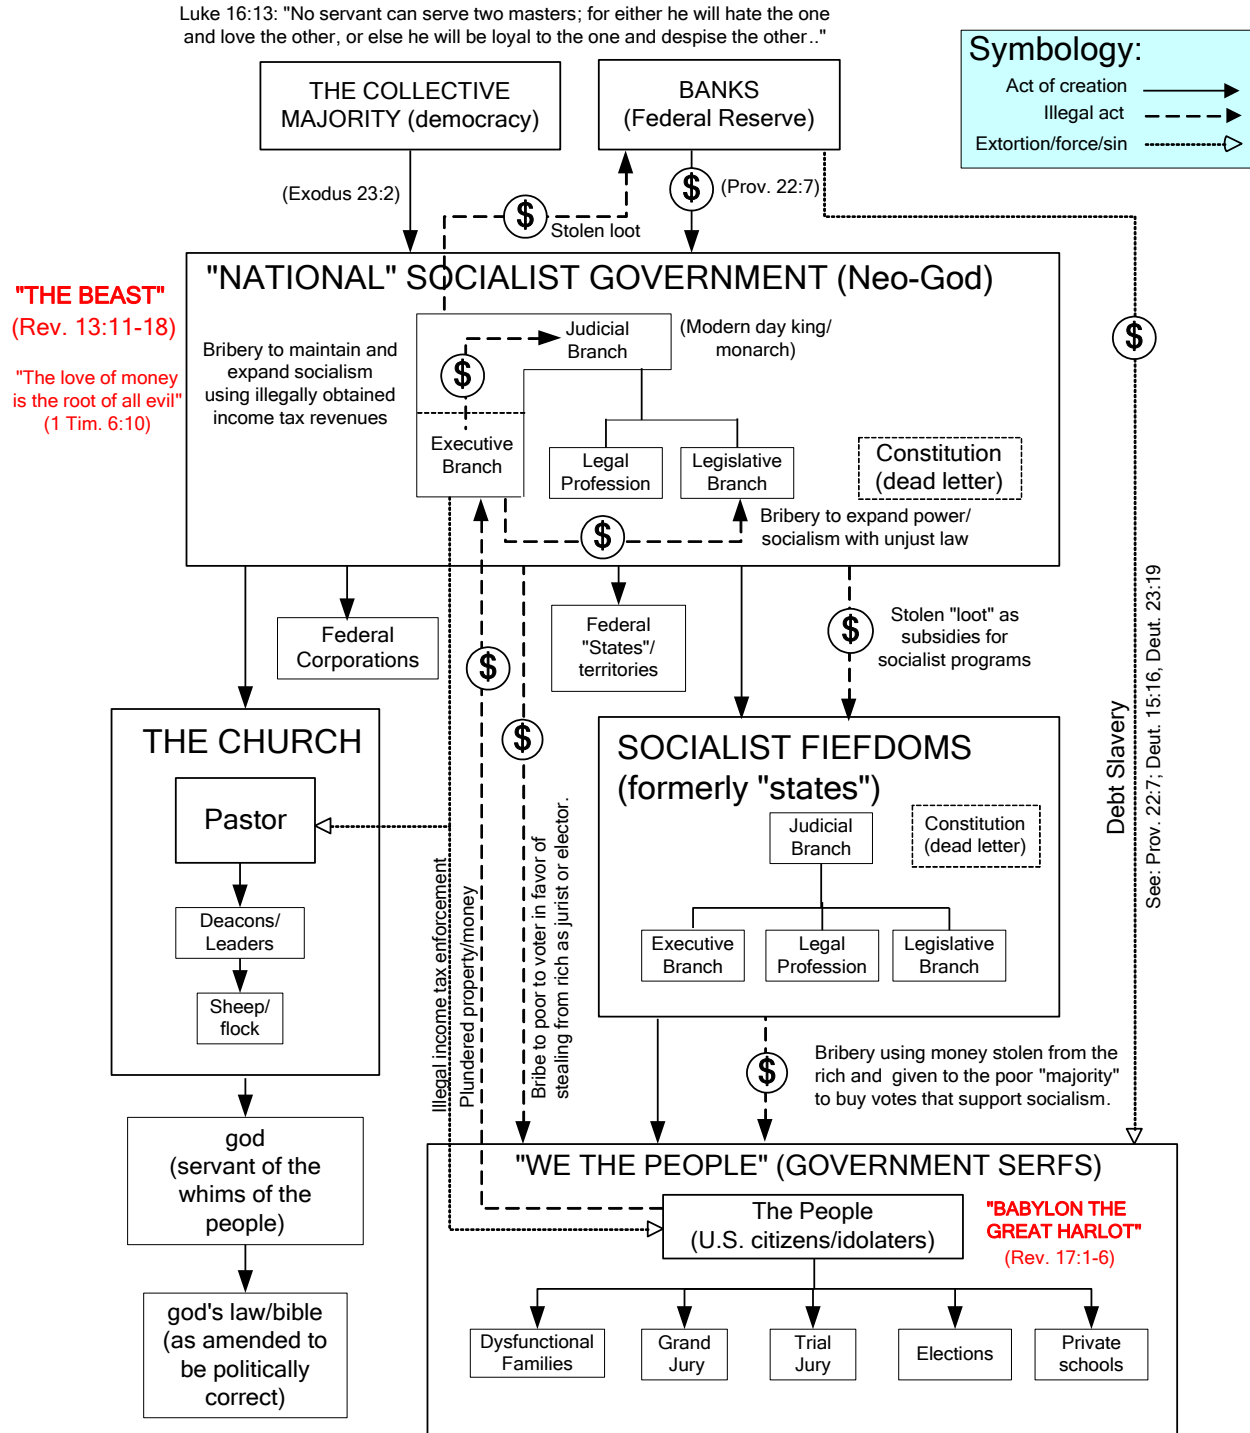 Luke 16:13: "No servant can serve two masters; for either he will hate the one
and love the other, or else he will be loyal to the one and despise the other.."
Symbology:
Act of creation
Illegal act
Extortion/force/sin
THE COLLECTIVE
MAJORITY (democracy)
BANKS
(Federal Reserve)
(Exodus 23:2)
$
(Prov. 22:7)
$
Stolen loot
"NATIONAL" SOCIALIST GOVERNMENT (Neo-God)
"THE BEAST"
(Rev. 13:11-18)
"The love of money
is the root of all evil"
(1 Tim. 6:10)
Bribery to maintain and
expand socialism
using illegally obtained
income tax revenues
Judicial
Branch
(Modern day king/
monarch)
$
$
Executive
Branch
Legal
Profession
Legislative
Branch
Constitution
(dead letter)
$
Bribery to expand power/
socialism with unjust law
Federal
Corporations
Federal
"States"/
territories
$
Stolen "loot" as
subsidies for
socialist programs
$
$
Debt Slavery
See: Prov. 22:7; Deut. 15:16, Deut. 23:19
THE CHURCH
Pastor
Deacons/
Leaders
Sheep/
flock
SOCIALIST FIEFDOMS
(formerly "states")
Judicial
Branch
Constitution
(dead letter)
Executive
Branch
Legal
Profession
Legislative
Branch
Illegal income tax enforcement
Plundered property/money
Bribe to poor to voter in favor of
stealing from rich as jurist or elector.
$
Bribery using money stolen from the
rich and given to the poor "majority"
to buy votes that support socialism.
god
(servant of the
whims of the
people)
god's law/bible
(as amended to
be politically
correct)
"WE THE PEOPLE" (GOVERNMENT SERFS)
The People
(U.S. citizens/idolaters)
"BABYLON THE
GREAT HARLOT"
(Rev. 17:1-6)
Dysfunctional
Families
Grand
Jury
Trial
Jury
Elections
Private
schools